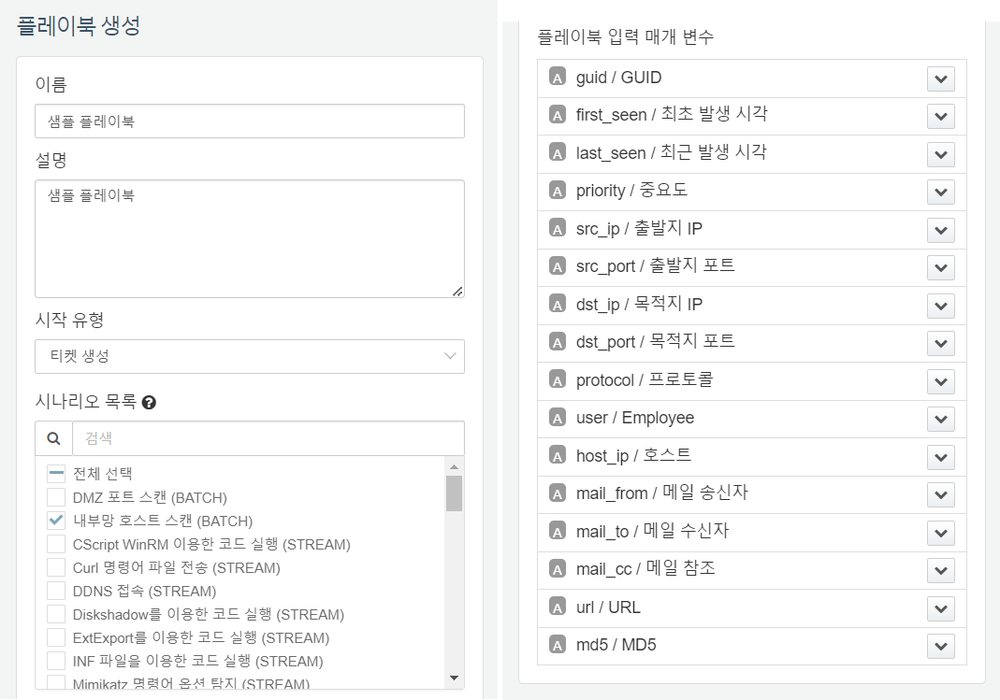 플레이북 생성
이름
샘플 플레이북
설명
샘플 플레이북
시작 유형
티켓 생성
시나리오 목록
검색
전체 선택
DMZ 포트 스캔 (BATCH)
내부망 호스트 스캔 (BATCH)
CScript WinRM 이용한 코드 실행 (STREAM)
Curl 명령어 파일 전송 (STREAM)
DDNS 접속 (STREAM)
Diskshadow를 이용한 코드 실행 (STREAM)
ExtExport를 이용한 코드 실행 (STREAM)
INF 파일을 이용한 코드 실행 (STREAM)
Mimikatz 명령어 옵션 탐지 (STREAM)
플레이북 입력 매개 변수
A guid / GUID
A first_seen / 최초 발생 시각
A last_seen / 최근 발생 시각
A priority / 중요도
A src_ip / 출발지 IP
A src_port / 출발지 포트
A dst_ip / 목적지 IP
A dst_port / 목적지 포트
A protocol / 프로토콜
A user / Employee
A host_ip / 호스트
A mail_from / 메일 송신자
A mail_to / 메일 수신자
A mail_cc / 메일 참조
A url / URL
A md5 / MD5